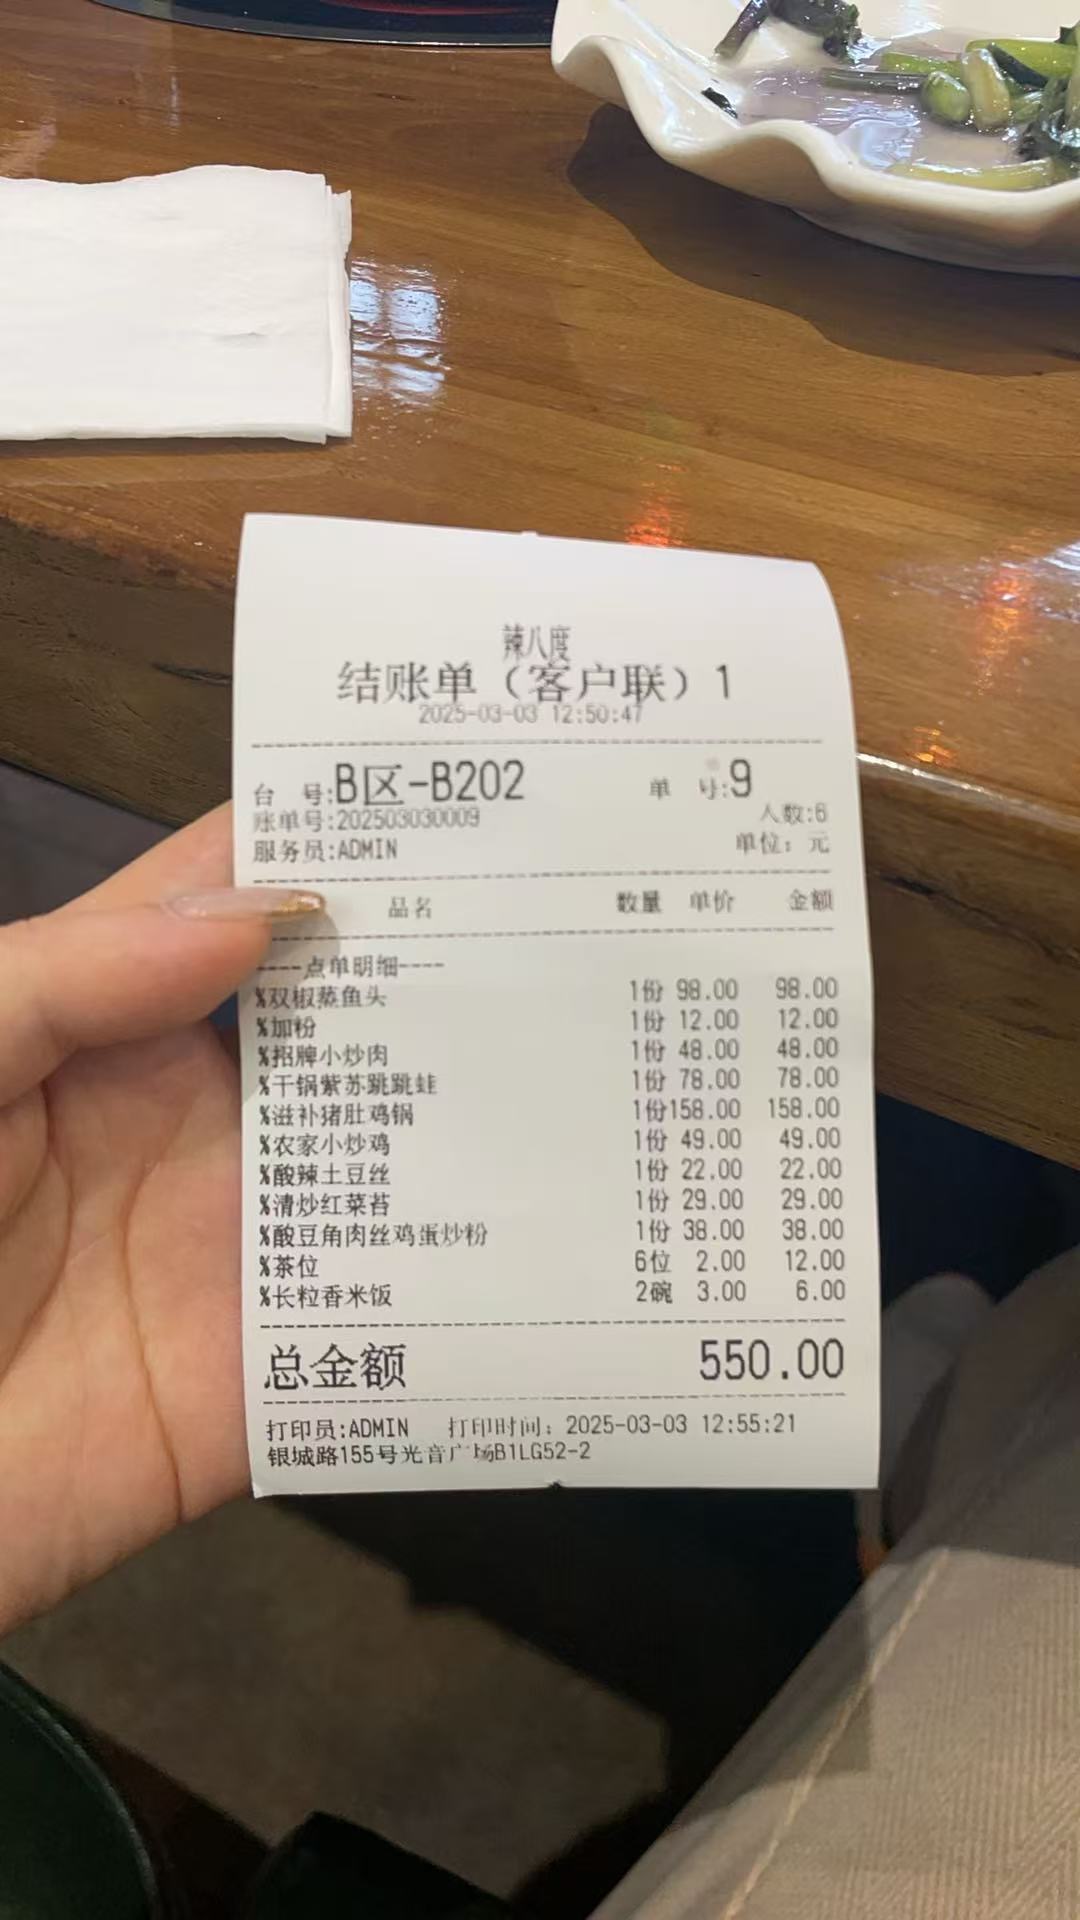 辣八度
结账单（客户联）1
2025-03-03 12:50:47
台 号:B区-B202 单 号:9
账单号:202503030009 人数:6
服务员:ADMIN 单位：元
品名 数量 单价 金额
----点单明细----
%双椒蒸鱼头 1份 98.00 98.00
%加粉 1份 12.00 12.00
%招牌小炒肉 1份 48.00 48.00
%干锅紫苏跳跳蛙 1份 78.00 78.00
%滋补猪肚鸡锅 1份158.00 158.00
%农家小炒鸡 1份 49.00 49.00
%酸辣土豆丝 1份 22.00 22.00
%清炒红菜苔 1份 29.00 29.00
%酸豆角肉丝鸡蛋炒粉 1份 38.00 38.00
%茶位 6位 2.00 12.00
%长粒香米饭 2碗 3.00 6.00
总金额 550.00
打印员:ADMIN 打印时间：2025-03-03 12:55:21
银城路155号光音广场B1LG52-2